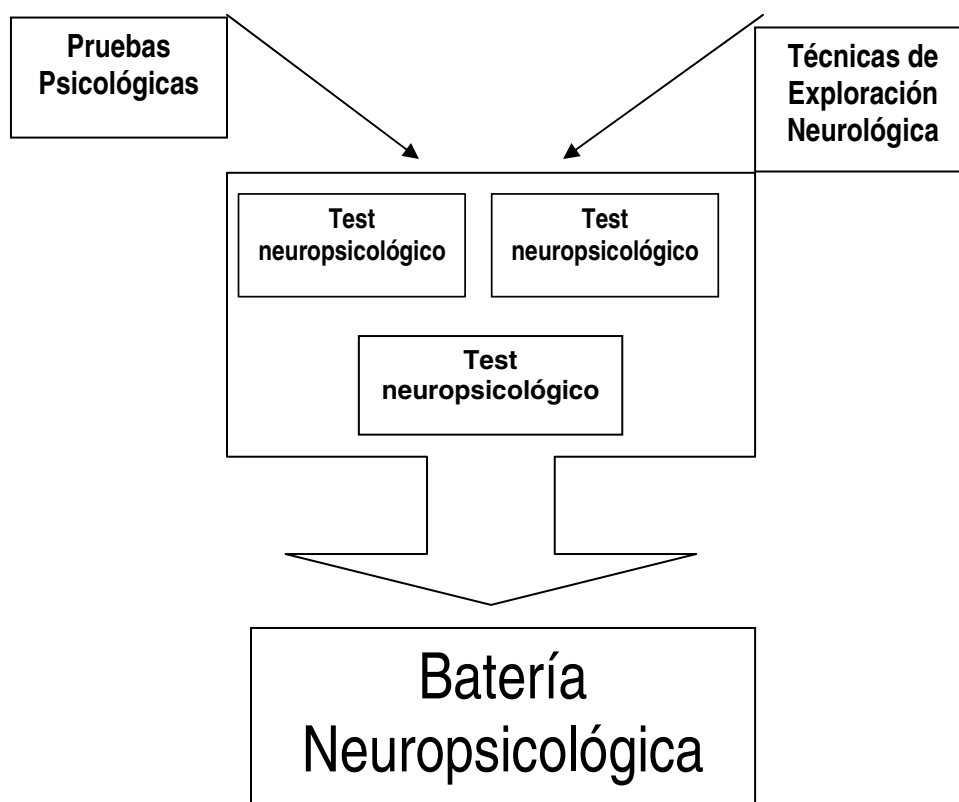 Pruebas
Psicológicas
Técnicas de
Exploración
Neurológica
Test
neuropsicológico
Test
neuropsicológico
Test
neuropsicológico
Batería
Neuropsicológica